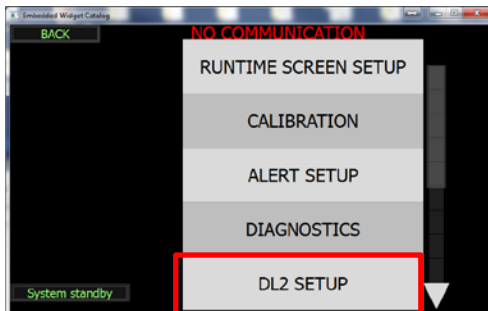 Embedded Widget Catalog
BACK
NO COMMUNICATION
RUNTIME SCREEN SETUP
CALIBRATION
ALERT SETUP
DIAGNOSTICS
DL2 SETUP
System standby